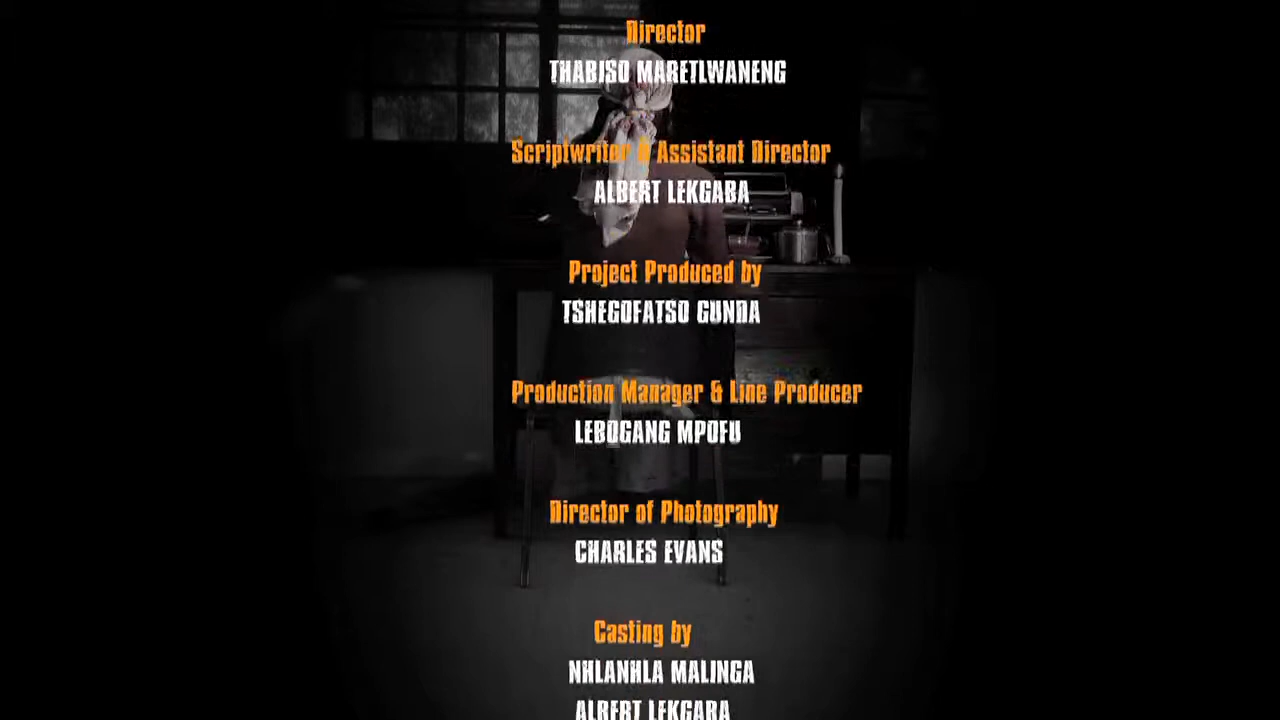 Director
THABISO MARETLWANENG
Scriptwriter & Assistant Director
ALBERT LEKGABA
Project Produced by
TSHEGOFATSO GUNDA
Production Manager & Line Producer
LEBOGANG MPOFU
Director of Photography
CHARLES EVANS
Casting by
NHLANHLA MALINGA
ALBERT LEKGABA